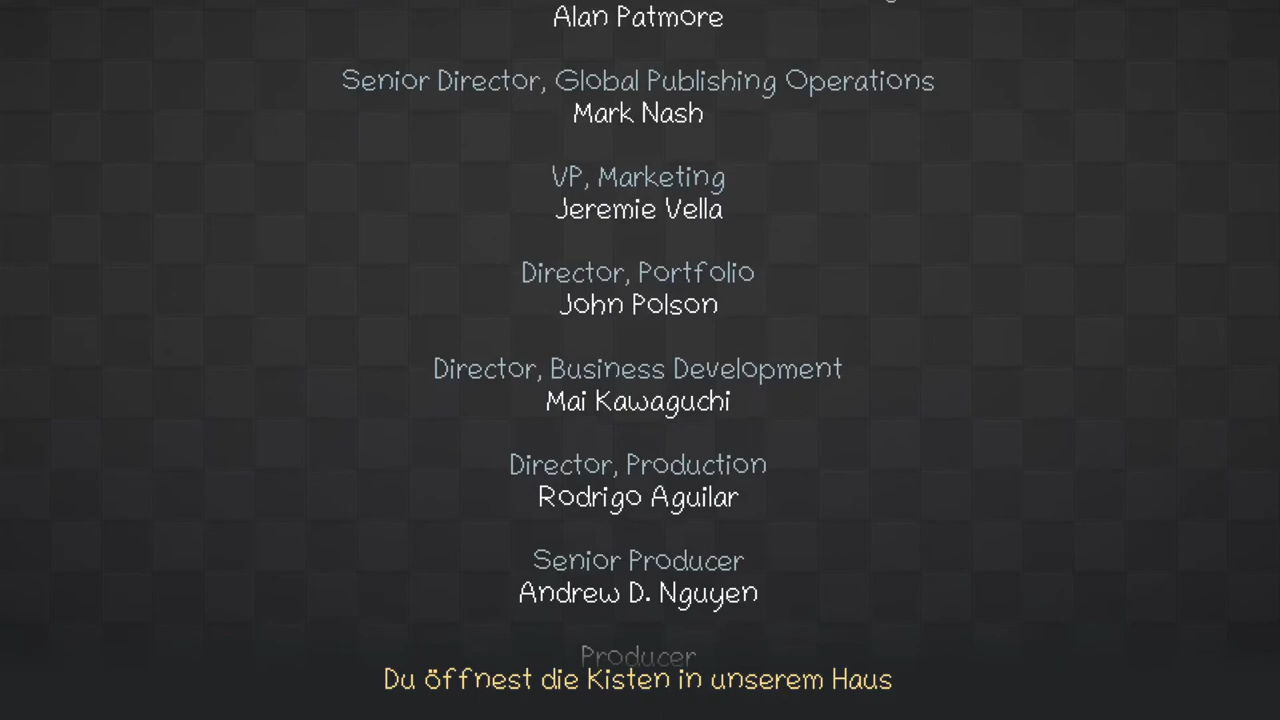 Alan Patmore
Senior Director, Global Publishing Operations
Mark Nash
VP, Marketing
Jeremie Vella
Director, Portfolio
John Polson
Director, Business Development
Mai Kawaguchi
Director, Production
Rodrigo Aguilar
Senior Producer
Andrew D. Nguyen
Producer
Du öffnest die Kisten in unserem Haus